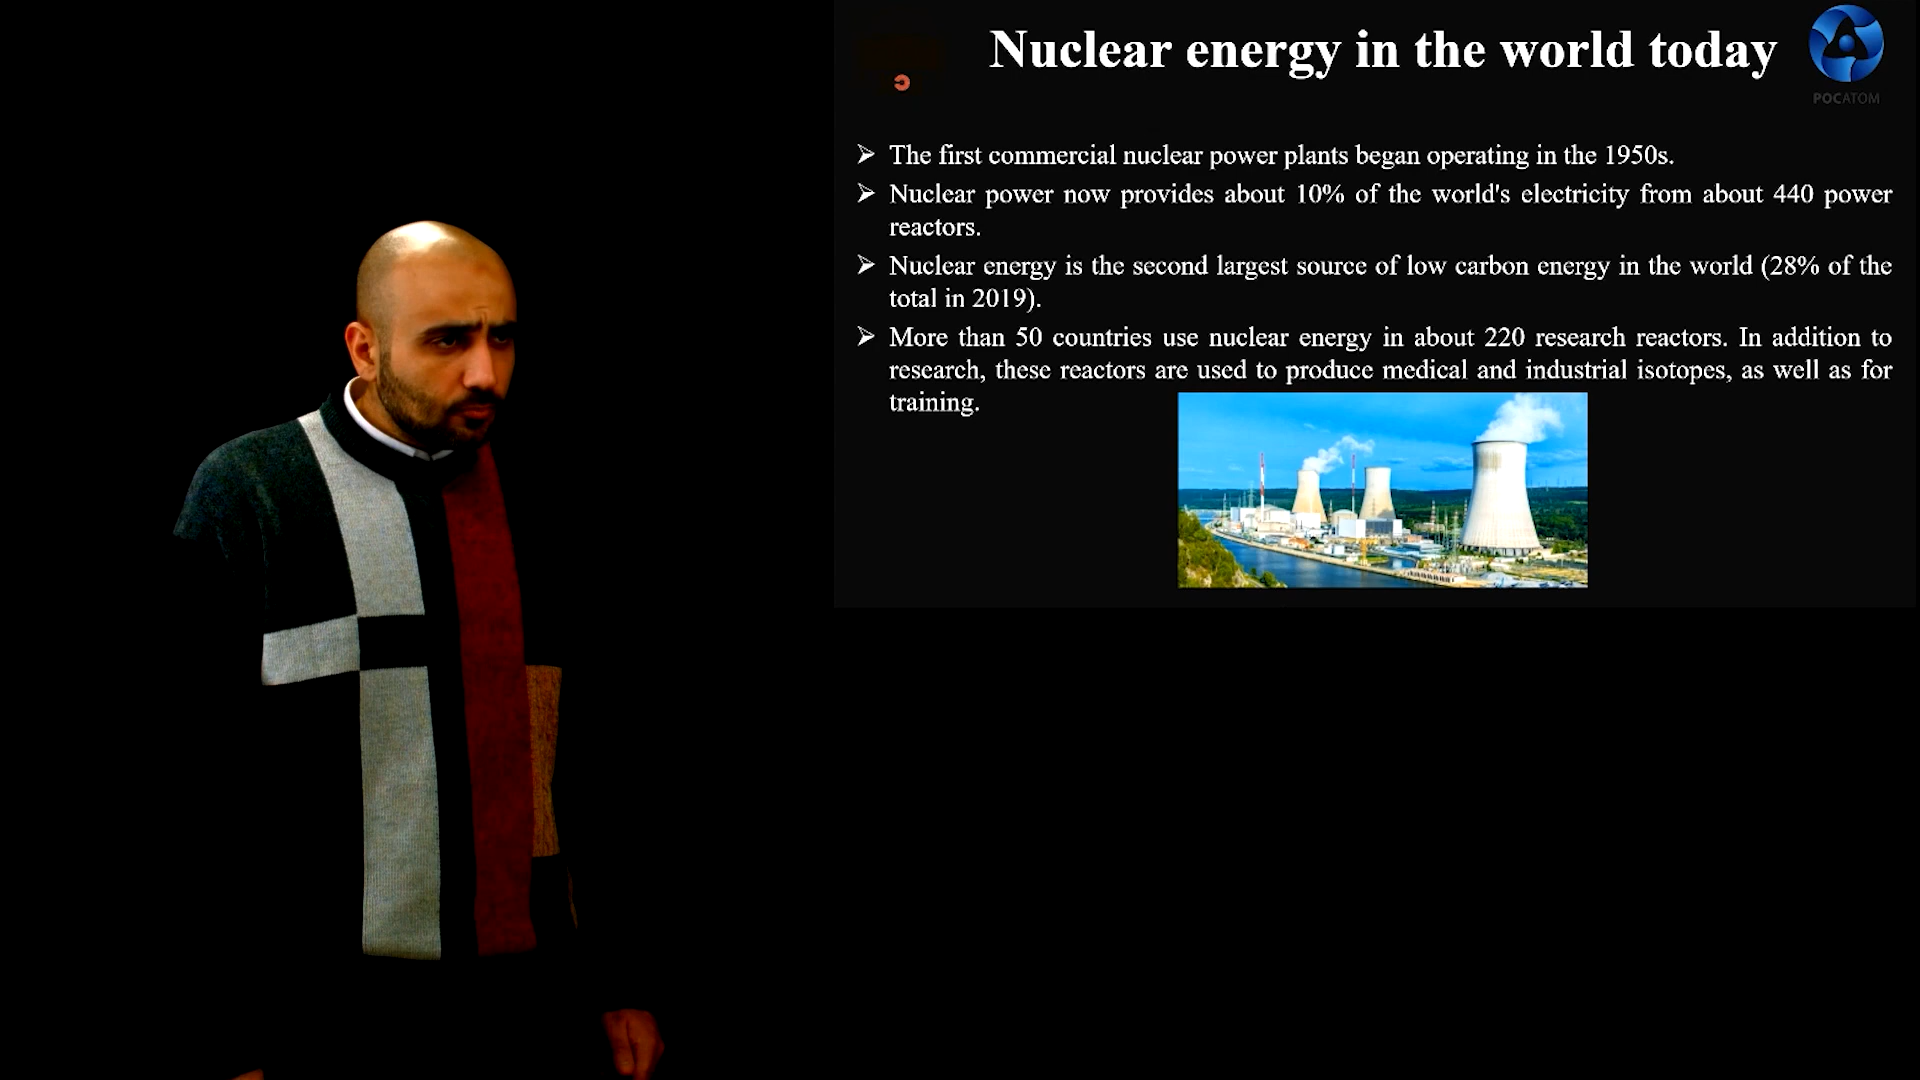 Nuclear energy in the world today
РОСАТОМ
➢ The first commercial nuclear power plants began operating in the 1950s.
➢ Nuclear power now provides about 10% of the world's electricity from about 440 power
reactors.
➢ Nuclear energy is the second largest source of low carbon energy in the world (28% of the
total in 2019).
➢ More than 50 countries use nuclear energy in about 220 research reactors. In addition to
research, these reactors are used to produce medical and industrial isotopes, as well as for
training.